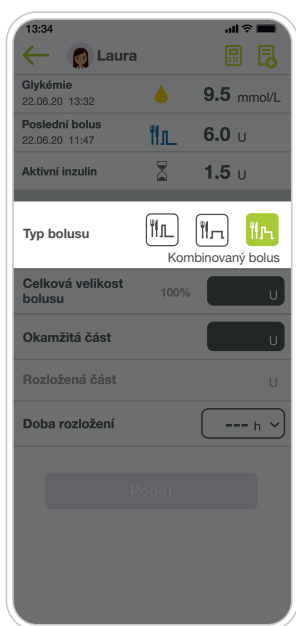 13:34
Laura
Glykémie
22.06.20 13:32
9.5 mmol/L
Poslední bolus
22.06.20 11:47
6.0 U
Aktivní inzulin
1.5 U
Typ bolusu
Kombinovaný bolus
Celková velikost
bolusu
100%
U
Okamžitá část
U
Rozložená část
U
Doba rozložení
--- h
Podat